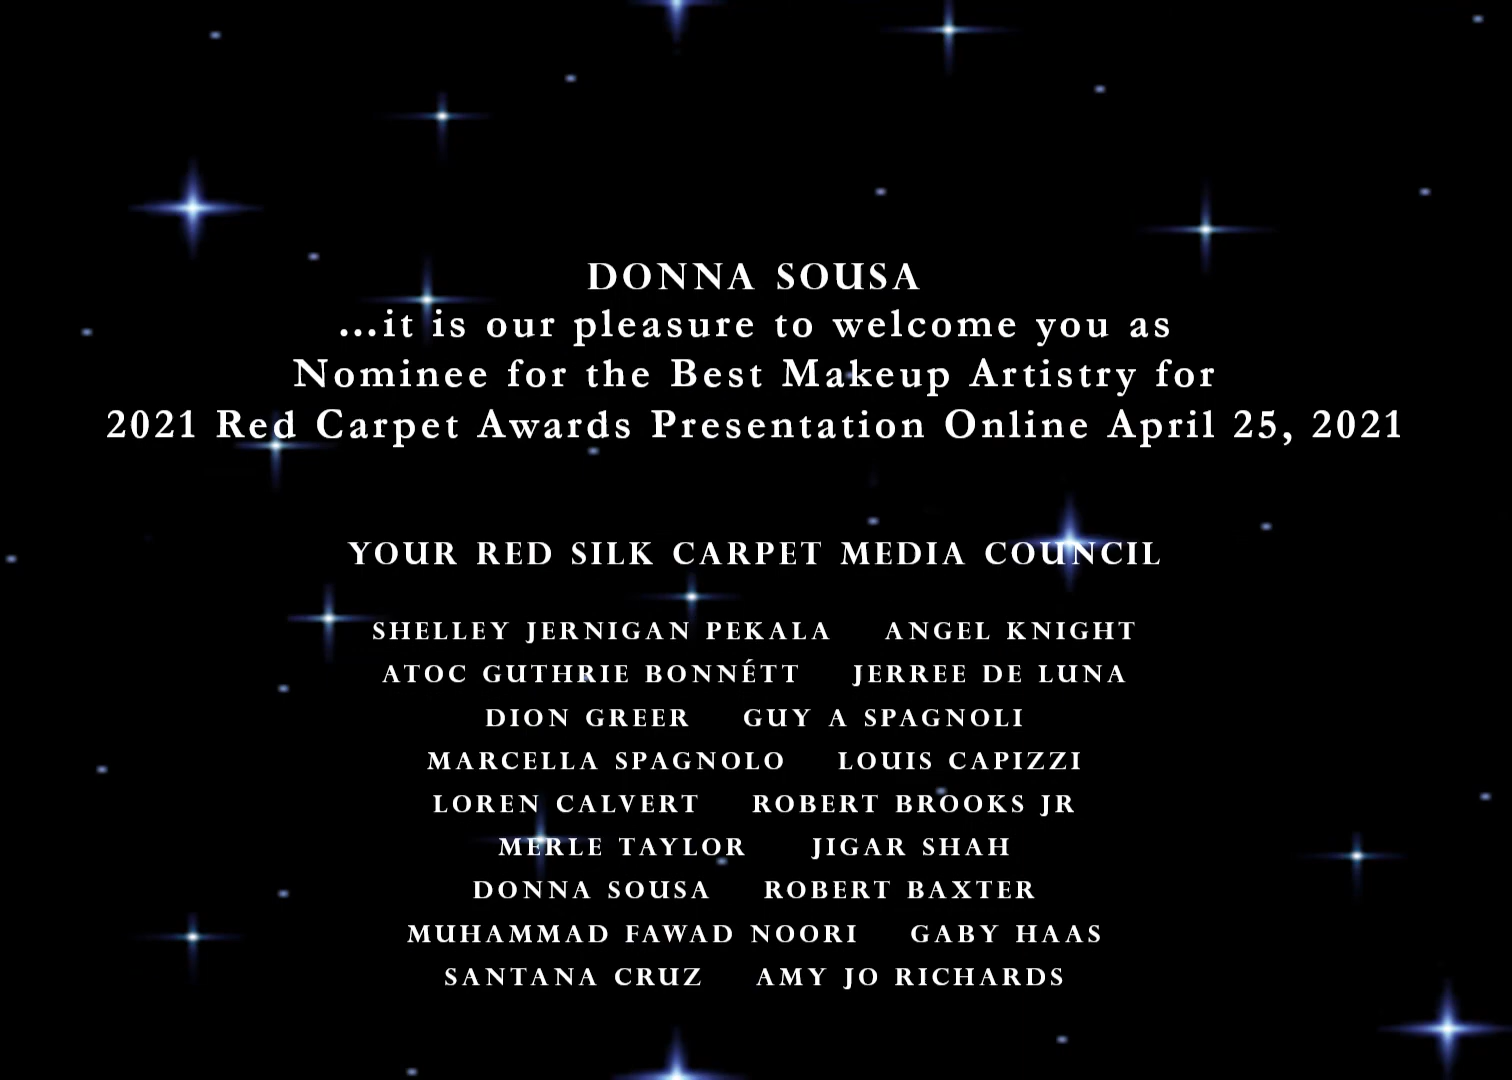 DONNA SOUSA
...it is our pleasure to welcome you as
Nominee for the Best Makeup Artistry for
2021 Red Carpet Awards Presentation Online April 25, 2021
YOUR RED SILK CARPET MEDIA COUNCIL
SHELLEY JERNIGAN PEKALA ANGEL KNIGHT
ATOC GUTHRIE BONNÉTT JERREE DE LUNA
DION GREER GUY A SPAGNOLI
MARCELLA SPAGNOLO LOUIS CAPIZZI
LOREN CALVERT ROBERT BROOKS JR
MERLE TAYLOR JIGAR SHAH
DONNA SOUSA ROBERT BAXTER
MUHAMMAD FAWAD NOORI GABY HAAS
SANTANA CRUZ AMY JO RICHARDS